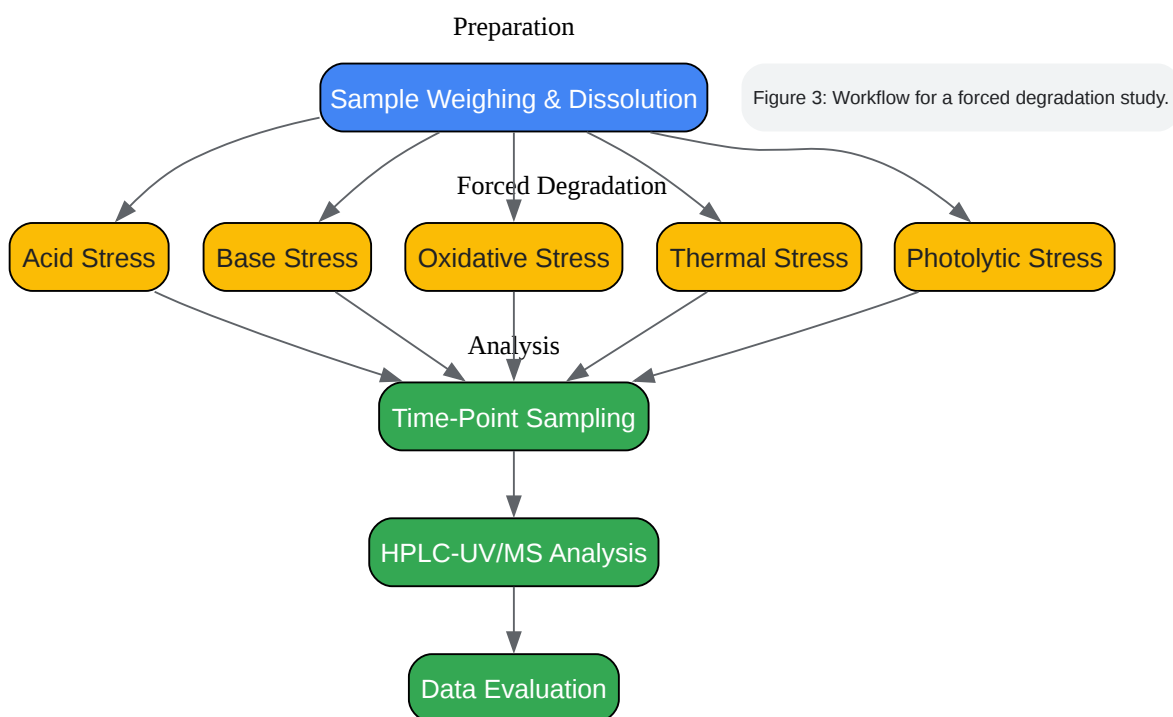 Preparation
Sample Weighing & Dissolution
Figure 3: Workflow for a forced degradation study.
Forced Degradation
Acid Stress
Base Stress
Oxidative Stress
Thermal Stress
Photolytic Stress
Analysis
Time-Point Sampling
HPLC-UV/MS Analysis
Data Evaluation